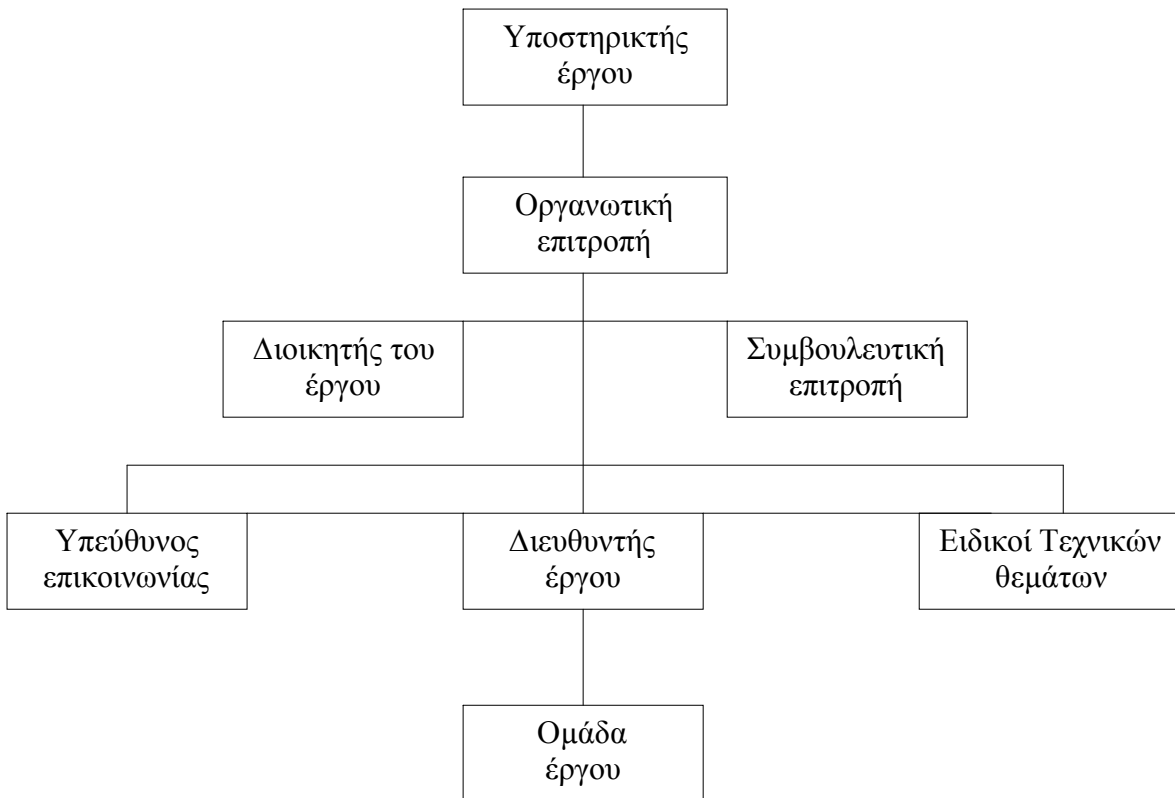 Υποστηρικτής
έργου
Οργανωτική
επιτροπή
Διοικητής του
έργου
Συμβουλευτική
επιτροπή
Υπεύθυνος
επικοινωνίας
Διευθυντής
έργου
Ειδικοί Τεχνικών
θεμάτων
Ομάδα
έργου